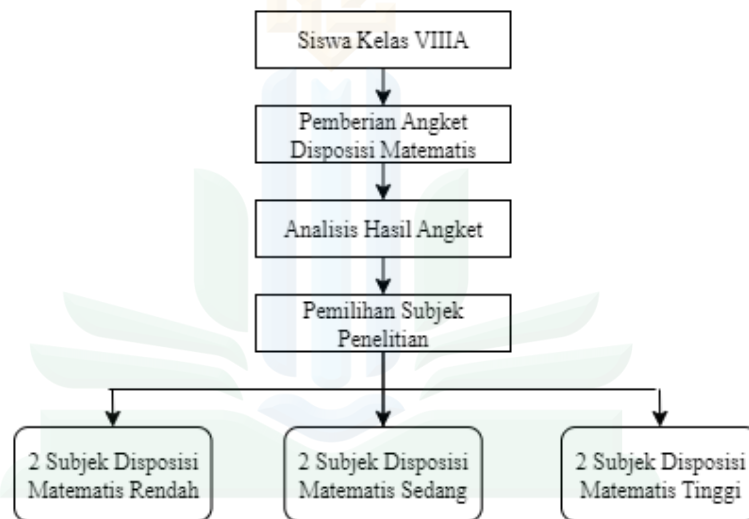 Siswa Kelas VIIIA
Pemberian Angket
Disposisi Matematis
Analisis Hasil Angket
Pemilihan Subjek
Penelitian
2 Subjek Disposisi
Matematis Rendah
2 Subjek Disposisi
Matematis Sedang
2 Subjek Disposisi
Matematis Tinggi